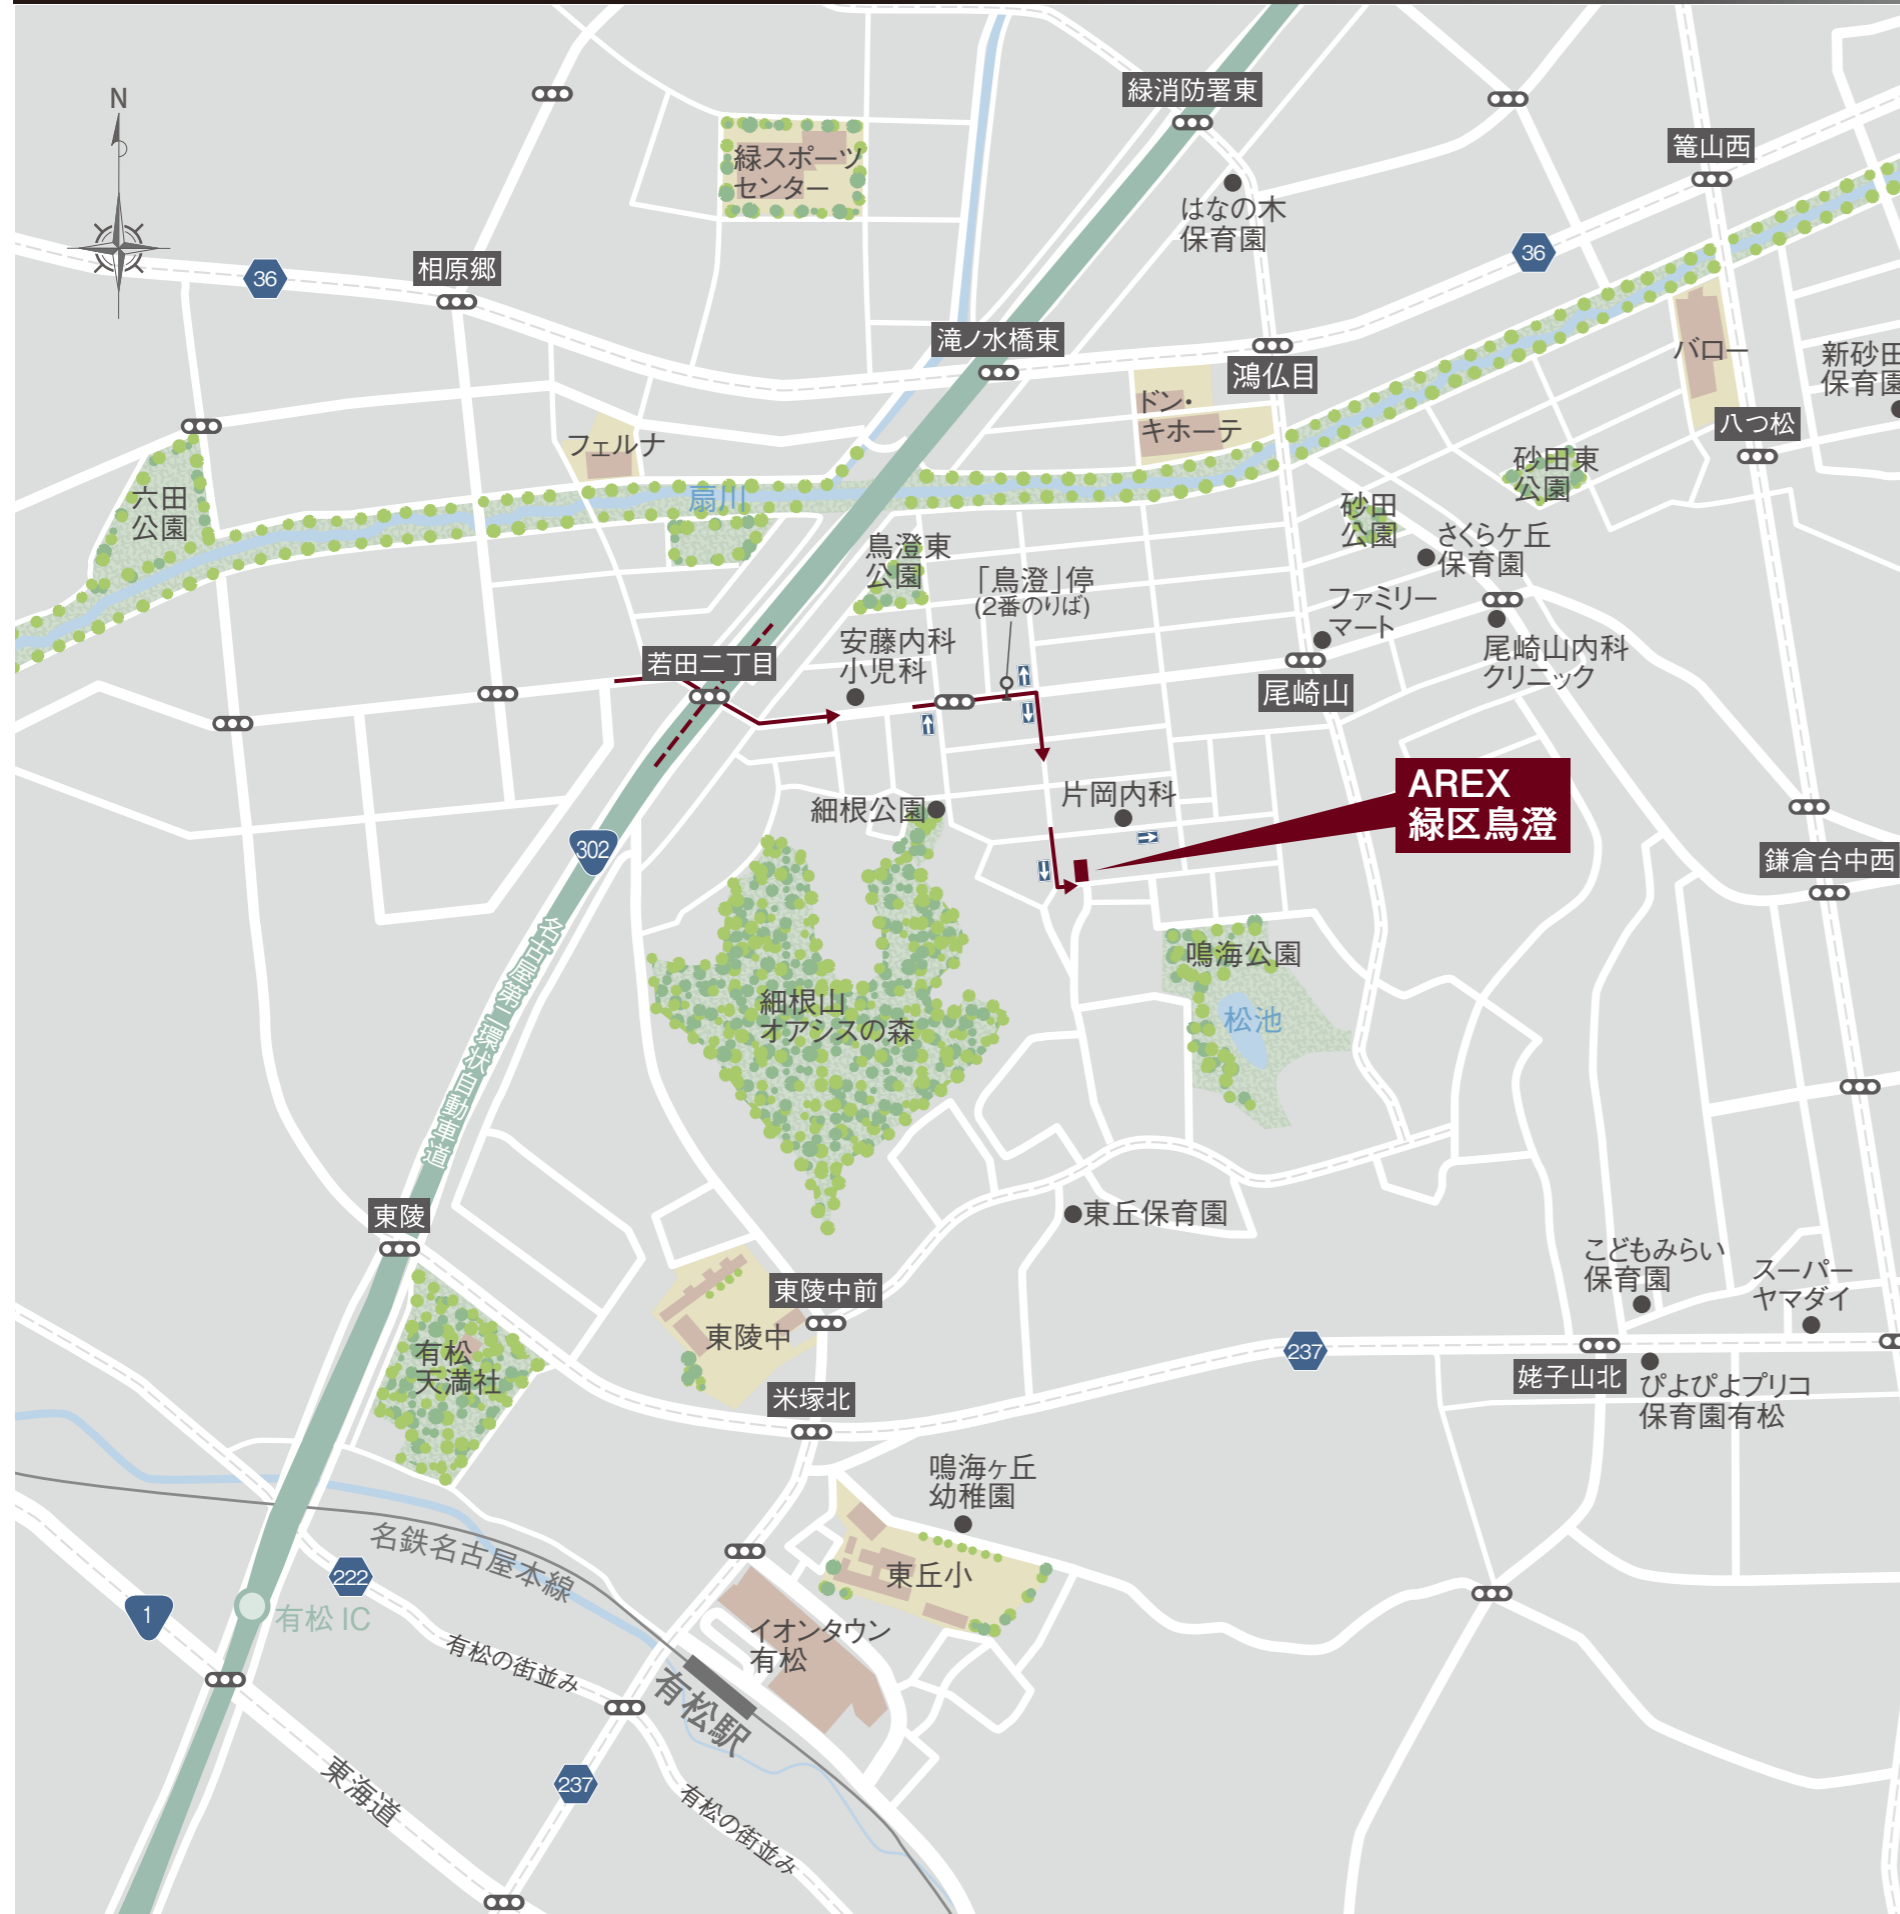 N
緑消防署東
篭山西
緑スポーツ
センター
はなの木
保育園
36
36
相原郷
滝ノ水橋東
鴻仏目
バロー
新砂田
保育園
ドン・
キホーテ
八つ松
フェルナ
六田
公園
扇川
砂田東
公園
砂田
公園
さくらケ丘
保育園
鳥澄東
公園
「鳥澄」停
(2番のりば)
ファミリー
マート
安藤内科
小児科
若田二丁目
尾崎山内科
クリニック
尾崎山
細根公園
片岡内科
AREX
緑区鳥澄
302
鎌倉台中西
名古屋第二環状自動車道
鳴海公園
細根山
オアシスの森
松池
東陵
東丘保育園
こどもみらい
保育園
スーパー
ヤマダイ
東陵中前
東陵中
有松
天満社
237
姥子山北
ぴよぴよプリコ
保育園有松
米塚北
鳴海ヶ丘
幼稚園
名鉄名古屋本線
222
東丘小
1
有松 IC
イオンタウン
有松
有松の街並み
有松駅
237
東海道
有松の街並み